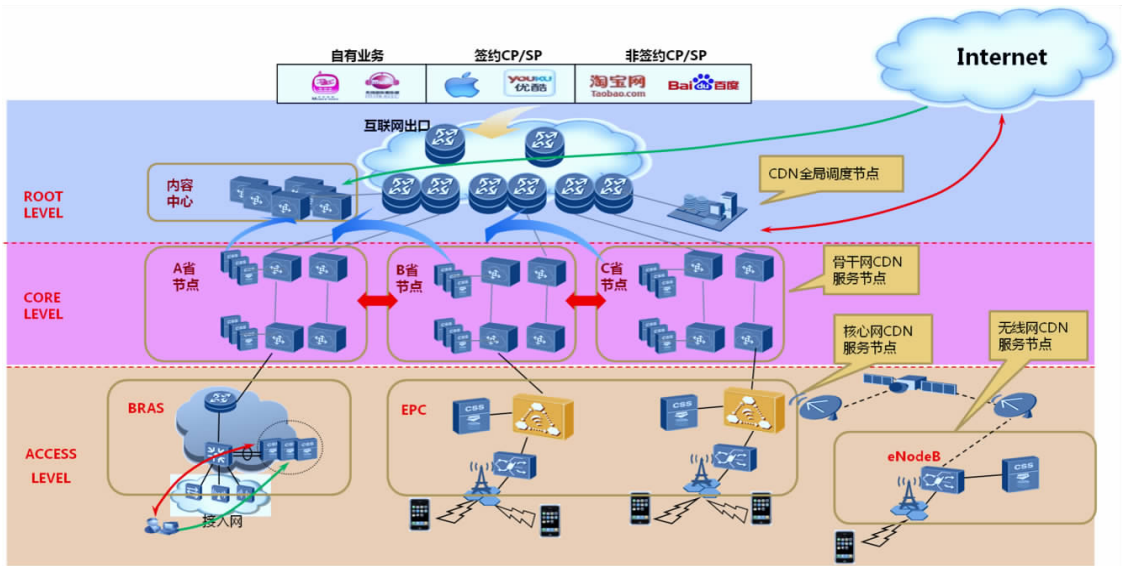 自有业务
签约CP/SP
非签约CP/SP
YOUKU
优酷
淘宝网
Taobao.com
Bai du 百度
Internet
互联网出口
内容
中心
CDN全局调度节点
ROOT
LEVEL
A省
节点
B省
节点
C省
节点
骨干网CDN
服务节点
CORE
LEVEL
核心网CDN
服务节点
无线网CDN
服务节点
BRAS
EPC
CSS
CSS
ACCESS
LEVEL
eNodeB
CSS
接入网